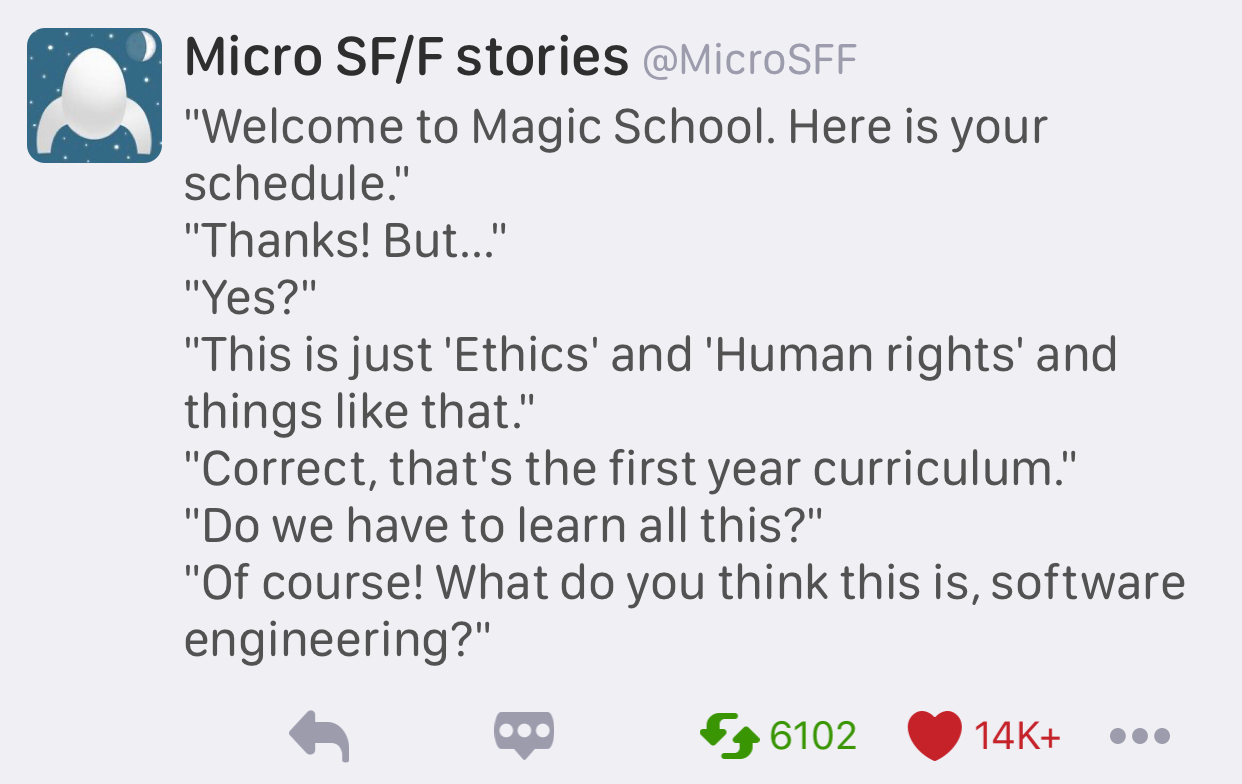 Micro SF/F stories @MicroSFF
"Welcome to Magic School. Here is your
schedule."
"Thanks! But..."
"Yes?"
"This is just 'Ethics' and 'Human rights' and
things like that."
"Correct, that's the first year curriculum."
"Do we have to learn all this?"
"Of course! What do you think this is, software
engineering?"
6102 14K+